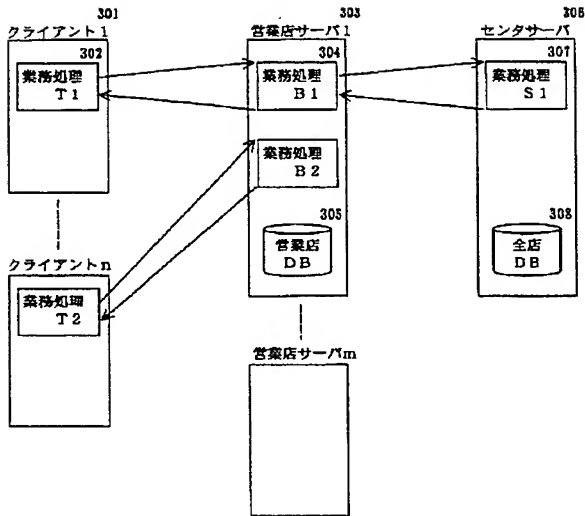 301
クライアント1
302
業務処理
T1
クライアントn
業務処理
T2
303
営業店サーバ1
304
業務処理
B1
業務処理
B2
305
営業店
DB
営業店サーバm
306
センタサーバ
307
業務処理
S1
308
全店
DB